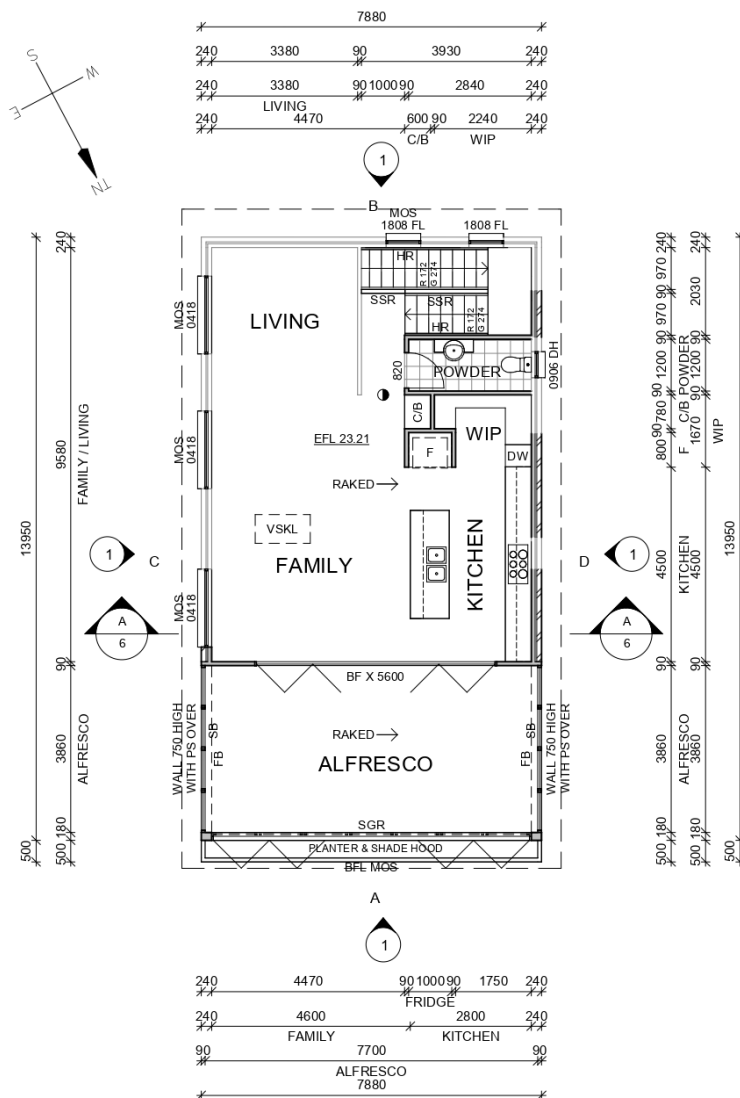 7880
240 3380 90 3930 240
240 3380 90 1000 90 2840 240
LIVING
240 4470 600 90 2240 240
C/B WIP
S
W
E
TN
1
B
MOS
1808 FL 1808 FL
HR
R 172
G 274
SSR SSR
R 172
G 274
HR
LIVING
MOS
0418
820
POWDER
0906 DH
C/B
WIP
EFL 23.21
F
DW
MOS
0418
RAKED
VSKL
FAMILY
KITCHEN
MOS
0418
1
C
D
1
A
6
A
6
BF X 5600
RAKED
ALFRESCO
WALL 750 HIGH
WITH PS OVER
SB
FB
SB
FB
WALL 750 HIGH
WITH PS OVER
SGR
PLANTER & SHADE HOOD
BFL MOS
A
1
13950
500
240
9580
FAMILY / LIVING
90
3860
ALFRESCO
180
500
240
970
90
970
90
1200
POWDER
90
780
C/B
90
800
F
4500
KITCHEN
90
3860
ALFRESCO
180
500
240
2030
90
1200
90
1670
WIP
4500
90
3860
180
500
13950
500
240 4470 90 1000 90 1750 240
FRIDGE
240 4600 2800 240
FAMILY KITCHEN
90 7700 90
ALFRESCO
7880